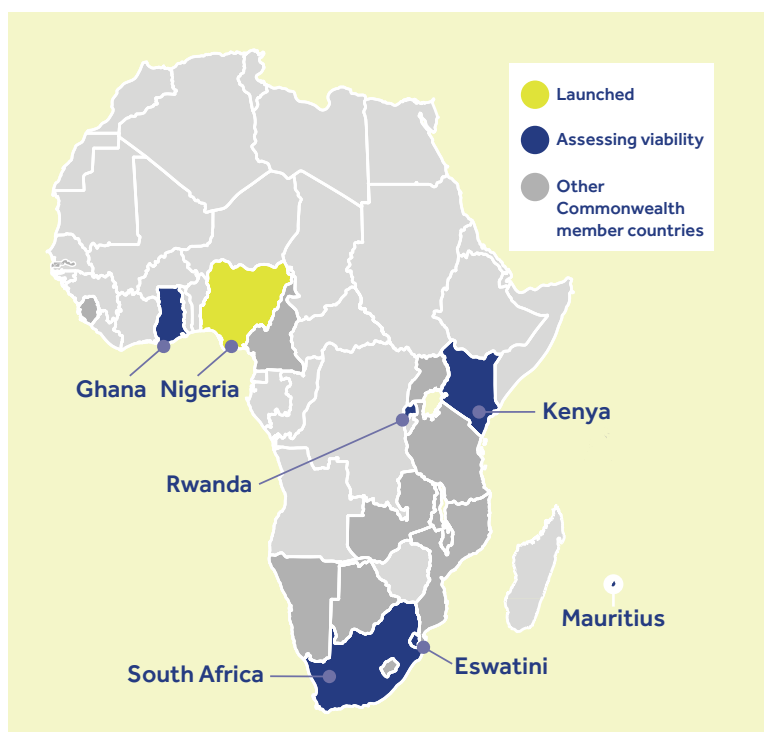 Launched
Assessing viability
Other
Commonwealth
member countries
Ghana
Nigeria
Kenya
Rwanda
Mauritius
Eswatini
South Africa